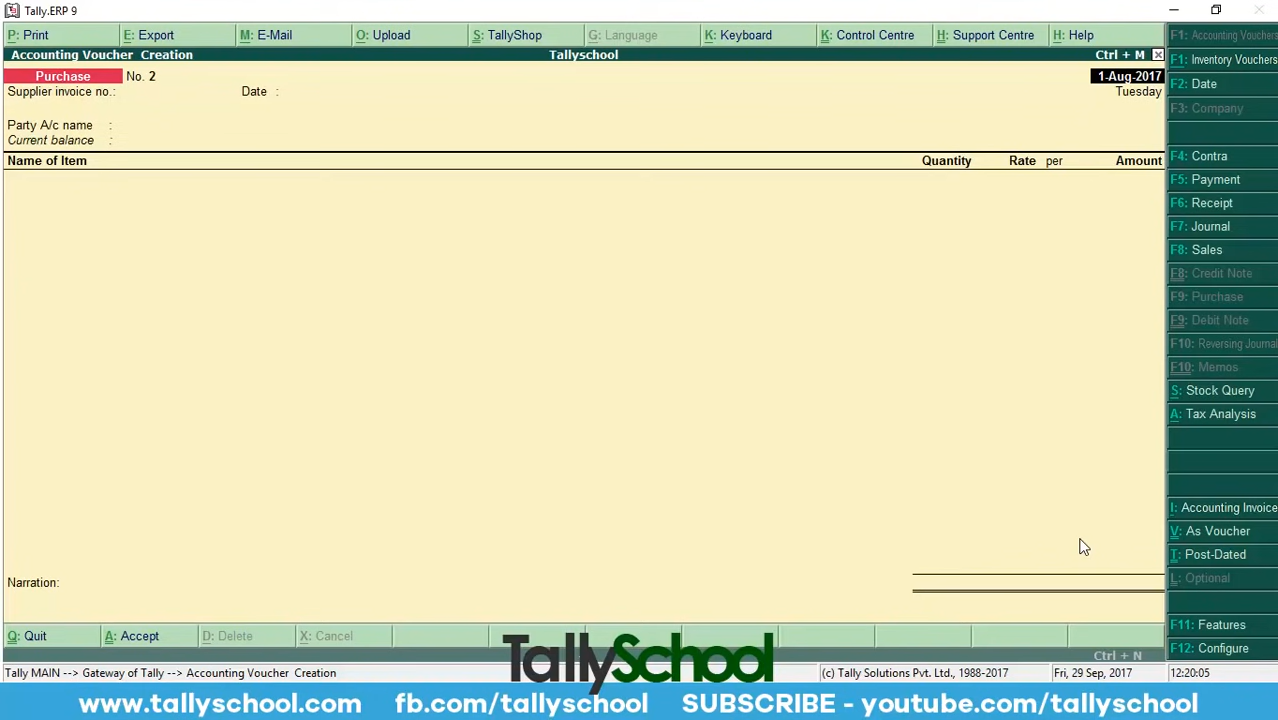 Tally.ERP 9
P: Print E: Export M: E-Mail O: Upload S: TallyShop G: Language K: Keyboard K: Control Centre H: Support Centre H: Help
Accounting Voucher Creation Tallyschool Ctrl + M
Purchase No. 2 1-Aug-2017
Supplier invoice no.: Date : Tuesday
Party A/c name :
Current balance :
Name of Item Quantity Rate per Amount
Narration:
F1: Accounting Vouchers
F1: Inventory Vouchers
F2: Date
F3: Company
F4: Contra
F5: Payment
F6: Receipt
F7: Journal
F8: Sales
F8: Credit Note
F9: Purchase
F9: Debit Note
F10: Reversing Journal
F10: Memos
S: Stock Query
A: Tax Analysis
I: Accounting Invoice
V: As Voucher
T: Post-Dated
L: Optional
F11: Features
F12: Configure
Q: Quit A: Accept D: Delete X: Cancel
TallySchool
Ctrl + N
Tally MAIN --> Gateway of Tally --> Accounting Voucher Creation (c) Tally Solutions Pvt. Ltd., 1988-2017 Fri, 29 Sep, 2017 12:20:05
www.tallyschool.com fb.com/tallyschool SUBSCRIBE - youtube.com/tallyschool